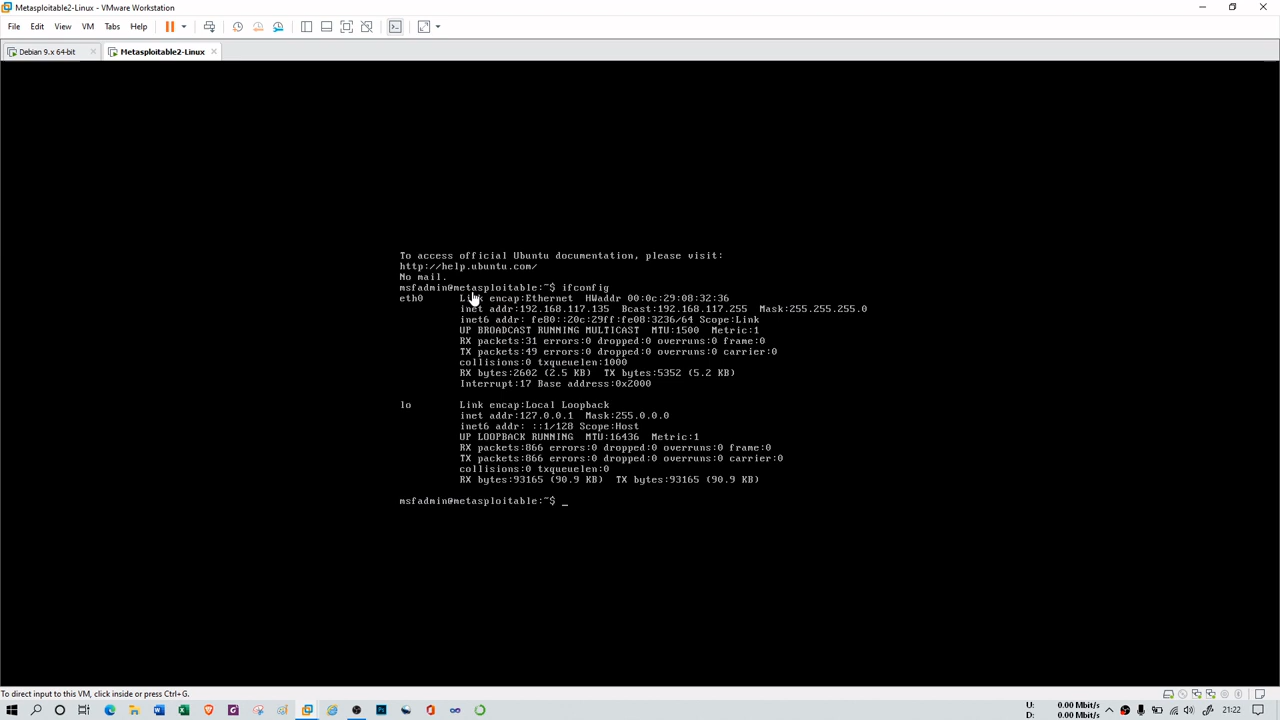 Metasploitable2-Linux - VMware Workstation
File Edit View VM Tabs Help
Debian 9.x 64-bit
Metasploitable2-Linux
To access official Ubuntu documentation, please visit:
http://help.ubuntu.com/
No mail.
msfadmin@metasploitable:~$ ifconfig
eth0 Link encap:Ethernet HWaddr 00:0c:29:08:32:36
inet addr:192.168.117.135 Bcast:192.168.117.255 Mask:255.255.255.0
inet6 addr: fe80::20c:29ff:fe08:3236/64 Scope:Link
UP BROADCAST RUNNING MULTICAST MTU:1500 Metric:1
RX packets:31 errors:0 dropped:0 overruns:0 frame:0
TX packets:49 errors:0 dropped:0 overruns:0 carrier:0
collisions:0 txqueuelen:1000
RX bytes:2602 (2.5 KB) TX bytes:5352 (5.2 KB)
Interrupt:17 Base address:0x2000
lo Link encap:Local Loopback
inet addr:127.0.0.1 Mask:255.0.0.0
inet6 addr: ::1/128 Scope:Host
UP LOOPBACK RUNNING MTU:16436 Metric:1
RX packets:866 errors:0 dropped:0 overruns:0 frame:0
TX packets:866 errors:0 dropped:0 overruns:0 carrier:0
collisions:0 txqueuelen:0
RX bytes:93165 (90.9 KB) TX bytes:93165 (90.9 KB)
msfadmin@metasploitable:~$ _
To direct input to this VM, click inside or press Ctrl+G.
U: 0.00 Mbit/s
D: 0.00 Mbit/s
21:22